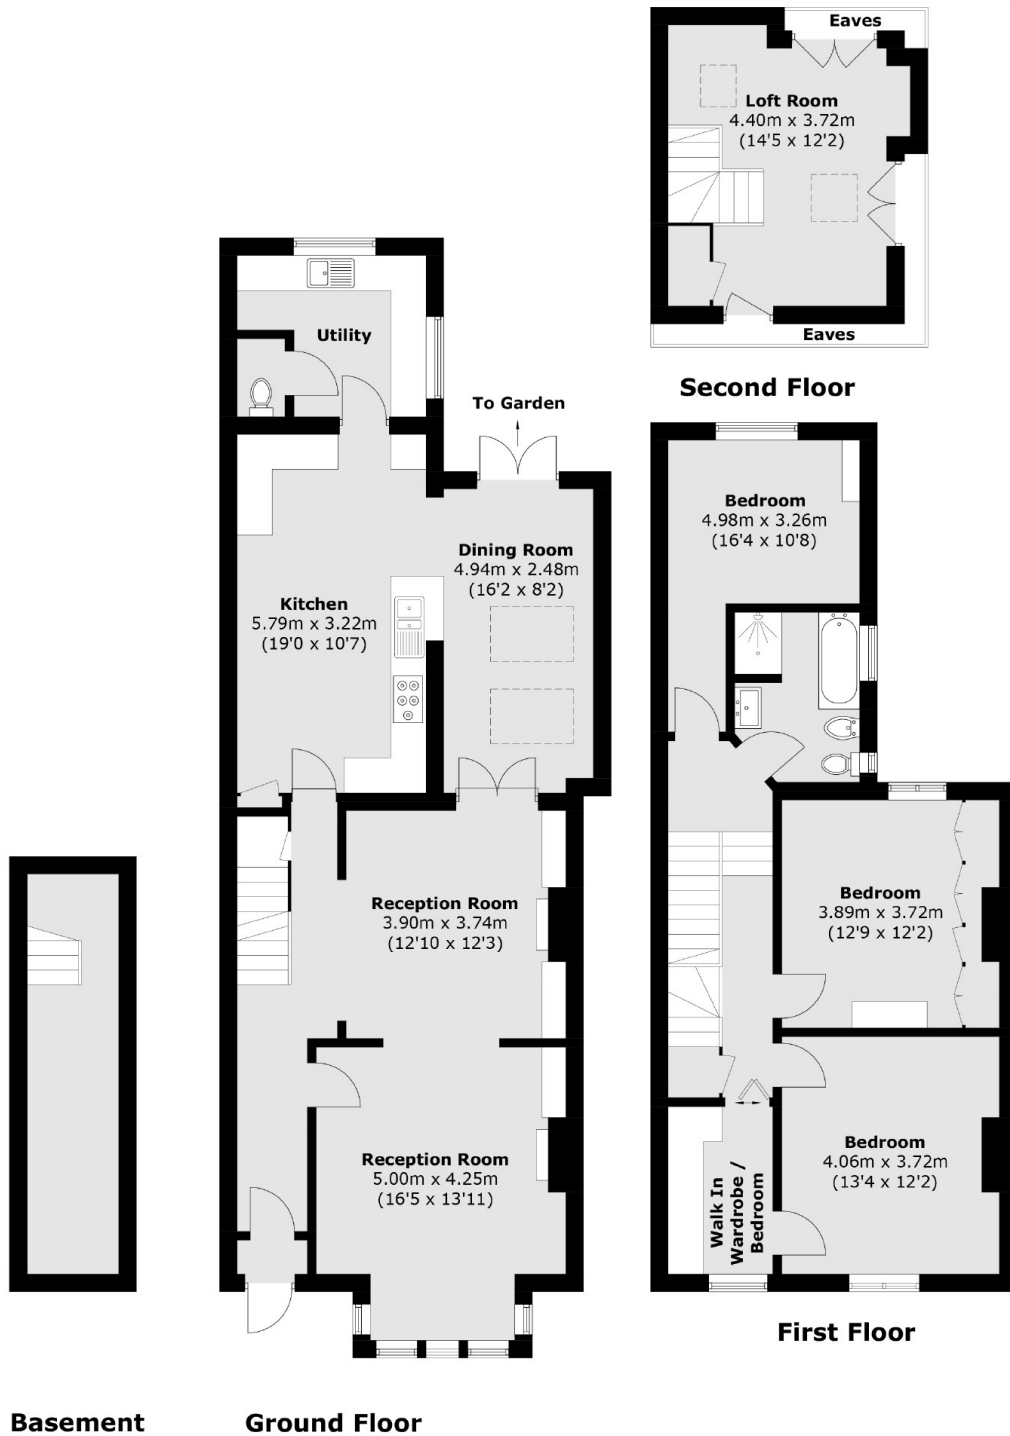 Eaves
Loft Room
4.40m x 3.72m
(14'5 x 12'2)
Eaves
Second Floor
Utility
To Garden
Dining Room
4.94m x 2.48m
(16'2 x 8'2)
Kitchen
5.79m x 3.22m
(19'0 x 10'7)
Reception Room
3.90m x 3.74m
(12'10 x 12'3)
Reception Room
5.00m x 4.25m
(16'5 x 13'11)
Bedroom
4.98m x 3.26m
(16'4 x 10'8)
Bedroom
3.89m x 3.72m
(12'9 x 12'2)
Bedroom
4.06m x 3.72m
(13'4 x 12'2)
Walk In
Wardrobe /
Bedroom
First Floor
Basement
Ground Floor